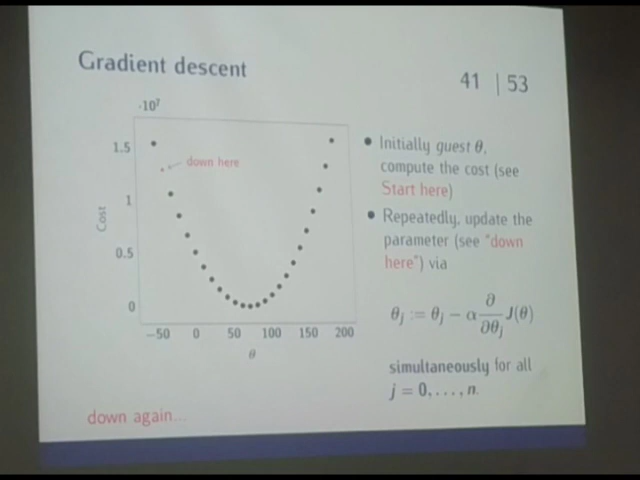 Gradient descent
41 | 53
·10⁷
1.5
1
0.5
0
Cost
down here
−50 0 50 100 150 200
θ
• Initially guest θ,
compute the cost (see
Start here)
• Repeatedly, update the
parameter (see "down
here") via
θⱼ := θⱼ − α ∂/∂θⱼ J(θ)
simultaneously for all
j = 0, . . . , n.
down again...